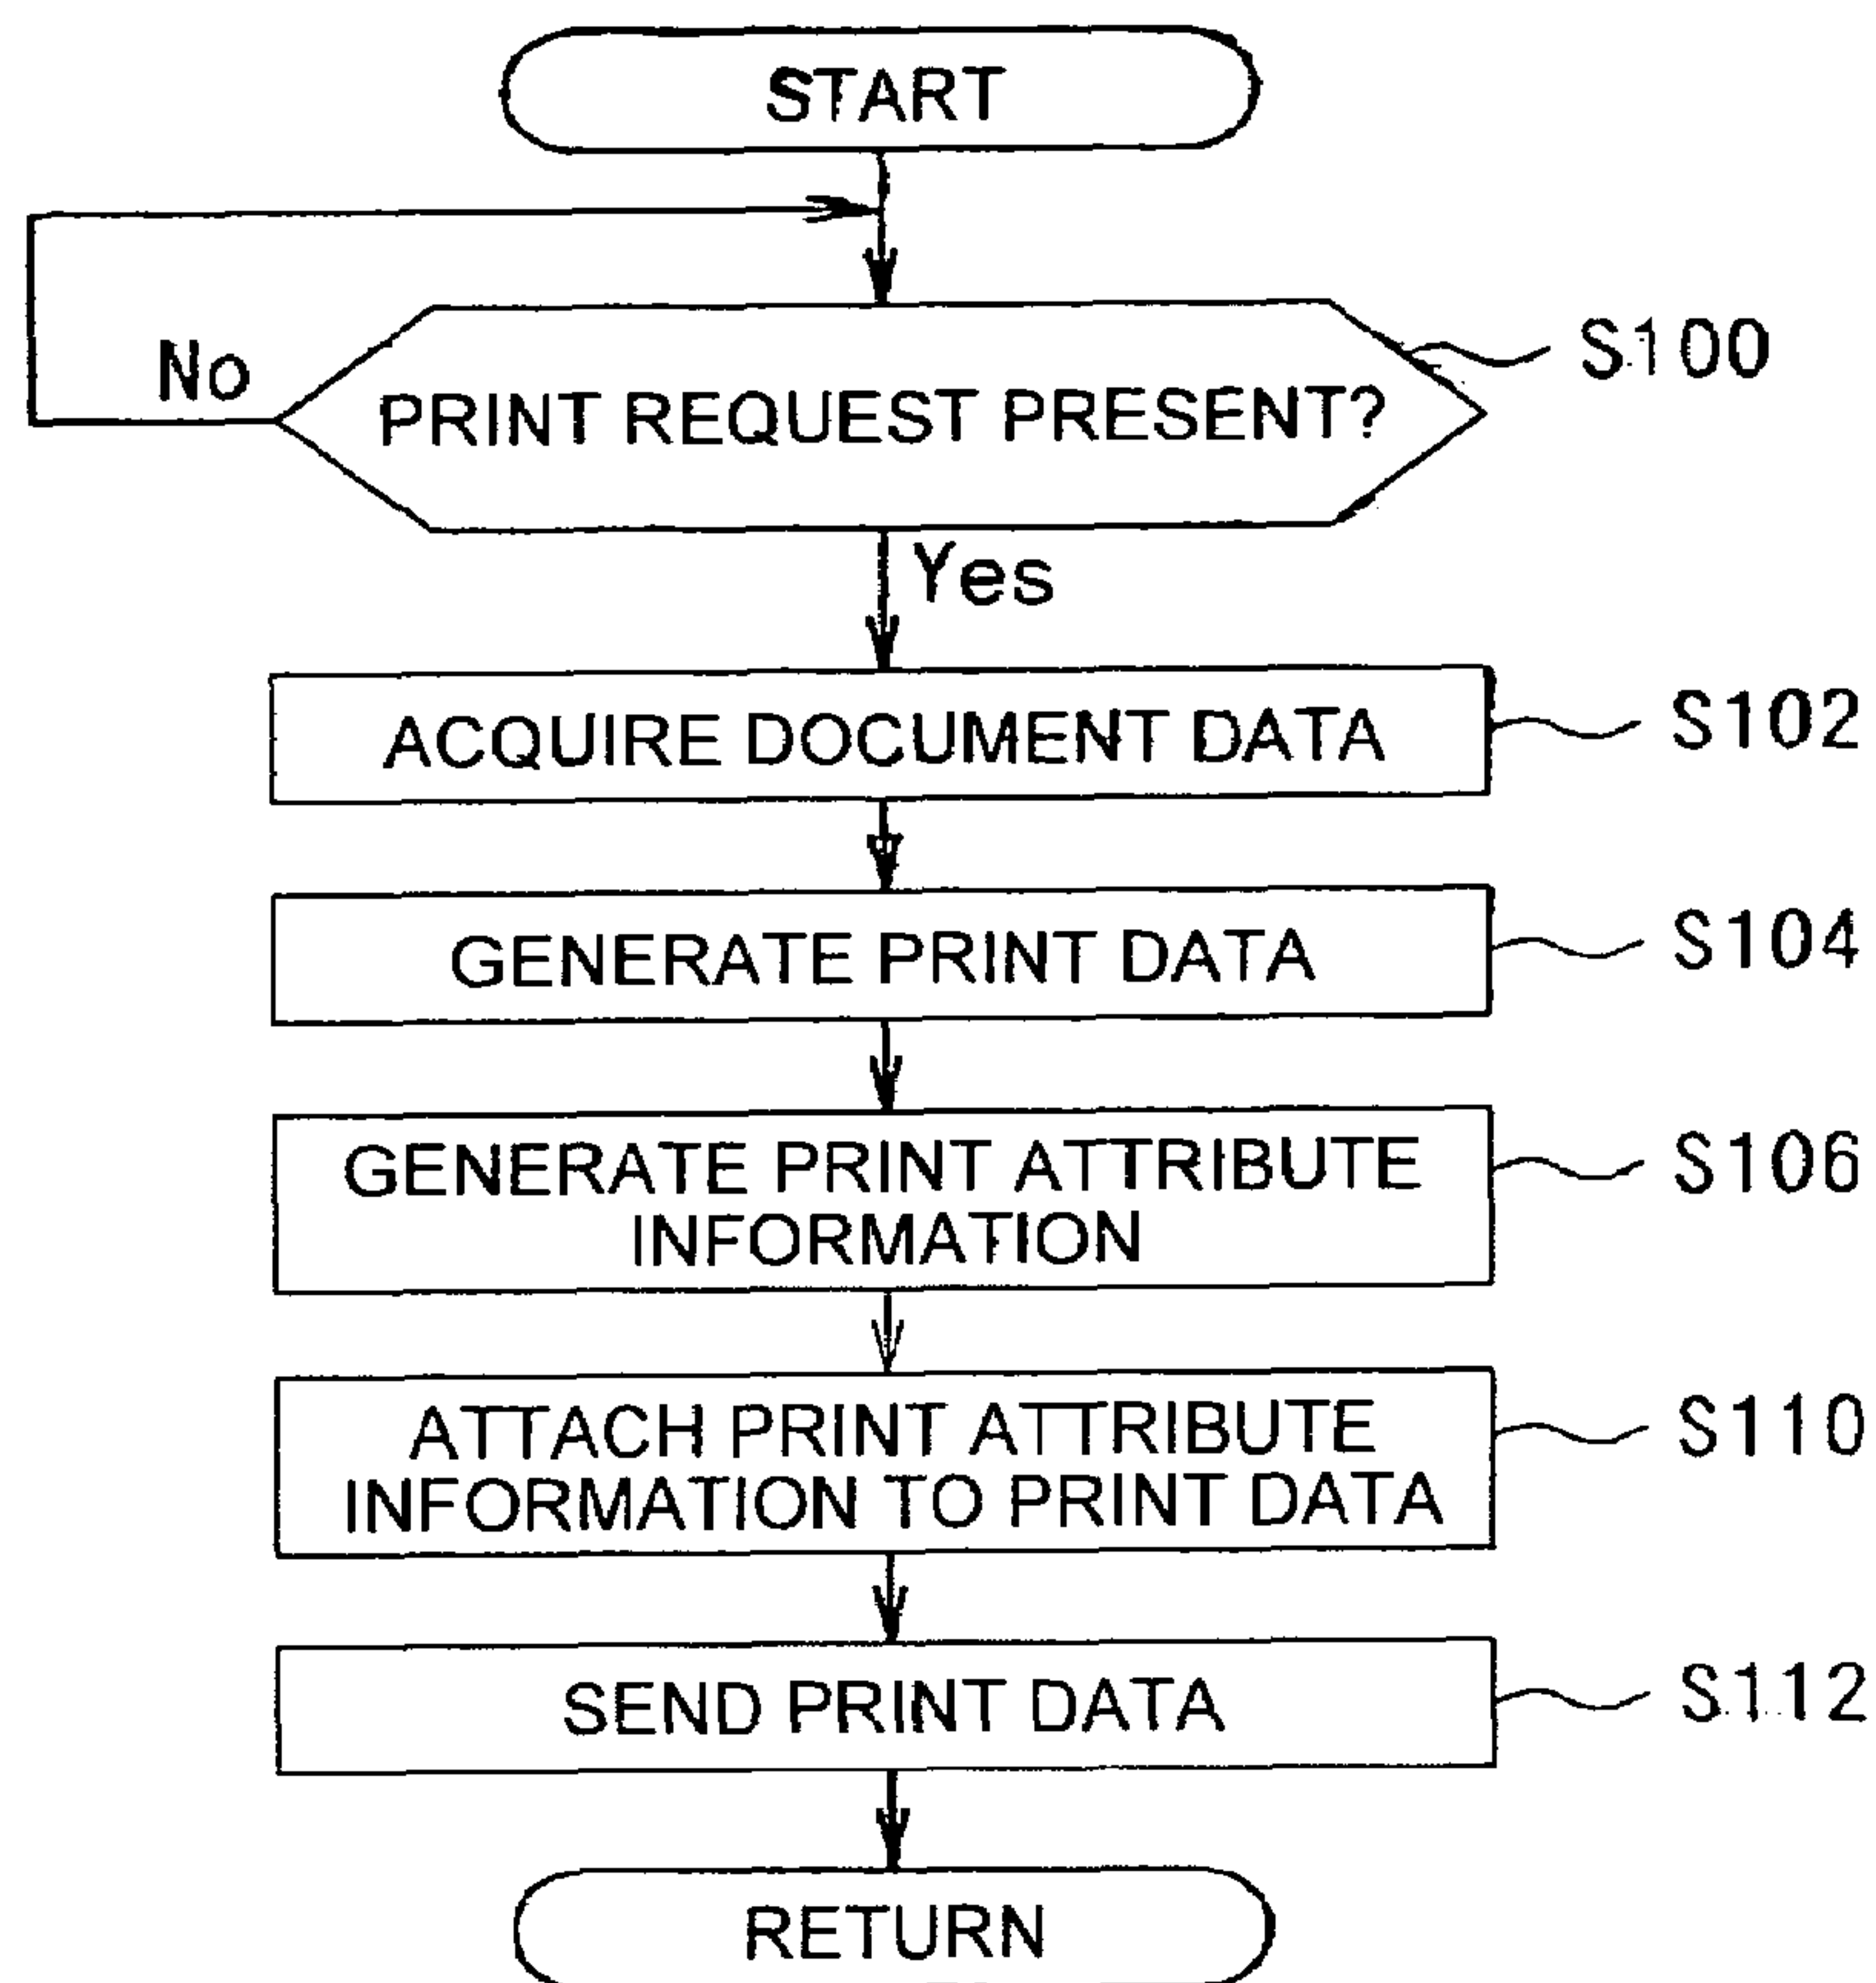 START
No
PRINT REQUEST PRESENT?
S100
Yes
ACQUIRE DOCUMENT DATA
S102
GENERATE PRINT DATA
S104
GENERATE PRINT ATTRIBUTE
INFORMATION
S106
ATTACH PRINT ATTRIBUTE
INFORMATION TO PRINT DATA
S110
SEND PRINT DATA
S112
RETURN